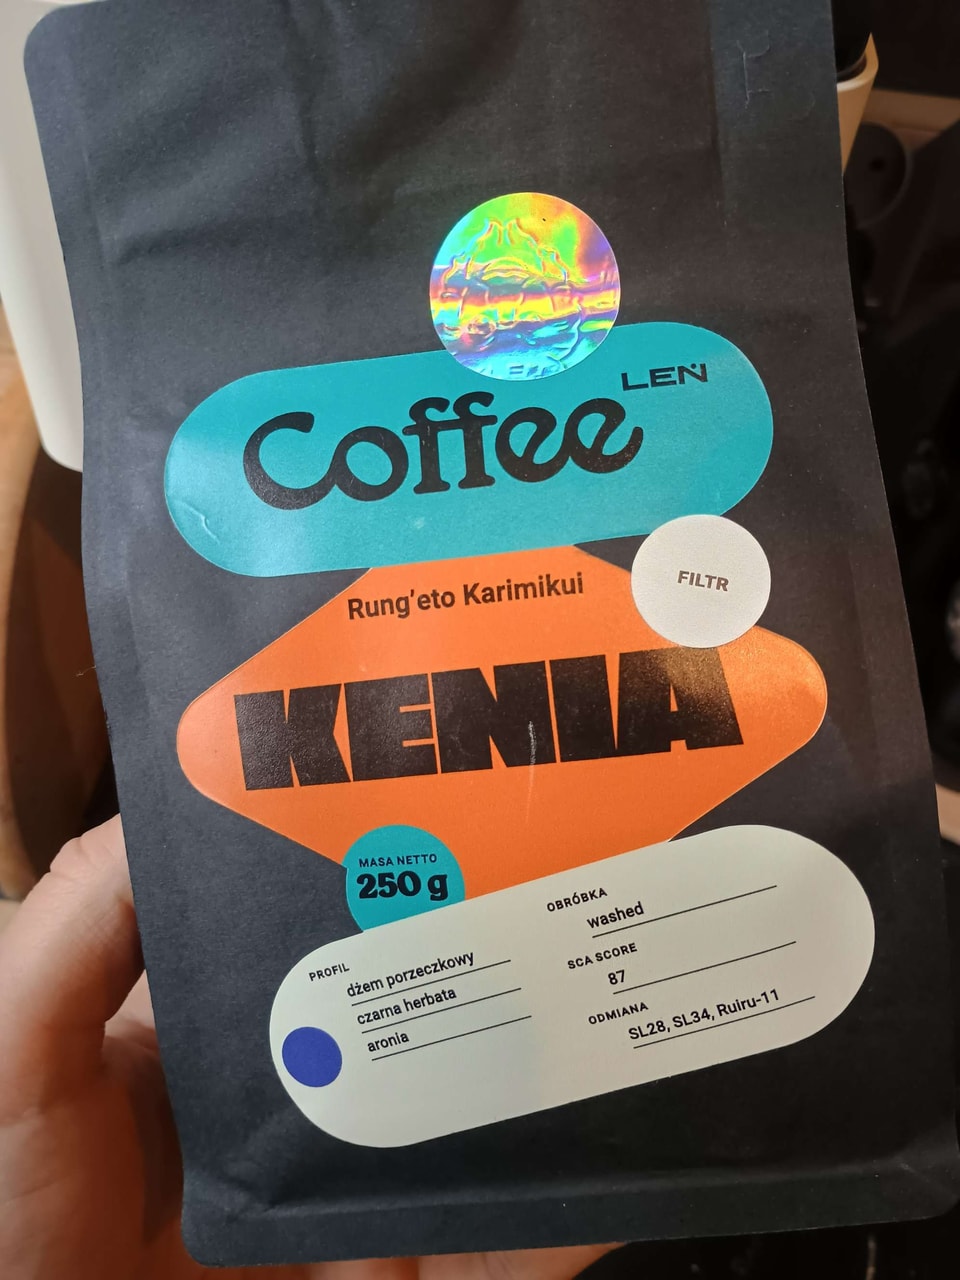 LEŃ
Coffee
FILTR
Rung'eto Karimikui
KENIA
MASA NETTO
250 g
PROFIL
dżem porzeczkowy
czarna herbata
aronia
OBRÓBKA
washed
SCA SCORE
87
ODMIANA
SL28, SL34, Ruiru-11